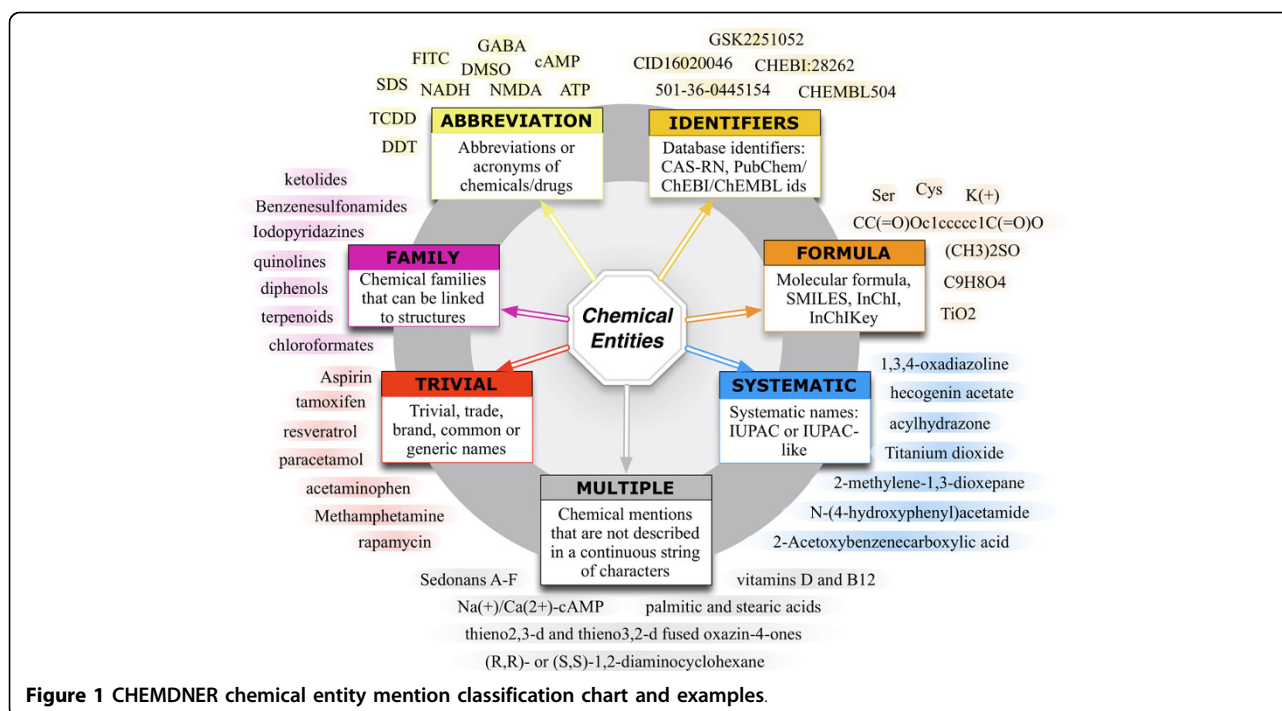 GABA
FITC
DMSO
cAMP
SDS
NADH
NMDA
ATP
TCDD
DDT
ABBREVIATION
Abbreviations or
acronyms of
chemicals/drugs
GSK2251052
CID16020046
CHEBI:28262
501-36-0445154
CHEMBL504
IDENTIFIERS
Database identifiers:
CAS-RN, PubChem/
ChEBI/ChEMBL ids
Ser
Cys
K(+)
CC(=O)Oc1ccccc1C(=O)O
(CH3)2SO
C9H8O4
TiO2
FORMULA
Molecular formula,
SMILES, InChI,
InChIKey
ketolides
Benzenesulfonamides
Iodopyridazines
quinolines
diphenols
terpenoids
chloroformates
FAMILY
Chemical families
that can be linked
to structures
Chemical
Entities
Aspirin
tamoxifen
resveratrol
paracetamol
acetaminophen
Methamphetamine
rapamycin
TRIVIAL
Trivial, trade,
brand, common or
generic names
SYSTEMATIC
Systematic names:
IUPAC or IUPAC-
like
1,3,4-oxadiazoline
hecogenin acetate
acylhydrazone
Titanium dioxide
2-methylene-1,3-dioxepane
N-(4-hydroxyphenyl)acetamide
2-Acetoxybenzenecarboxylic acid
MULTIPLE
Chemical mentions
that are not described
in a continuous string
of characters
Sedonans A-F
vitamins D and B12
Na(+)/Ca(2+)-cAMP
palmitic and stearic acids
thieno2,3-d and thieno3,2-d fused oxazin-4-ones
(R,R)- or (S,S)-1,2-diaminocyclohexane
Figure 1 CHEMDNER chemical entity mention classification chart and examples.